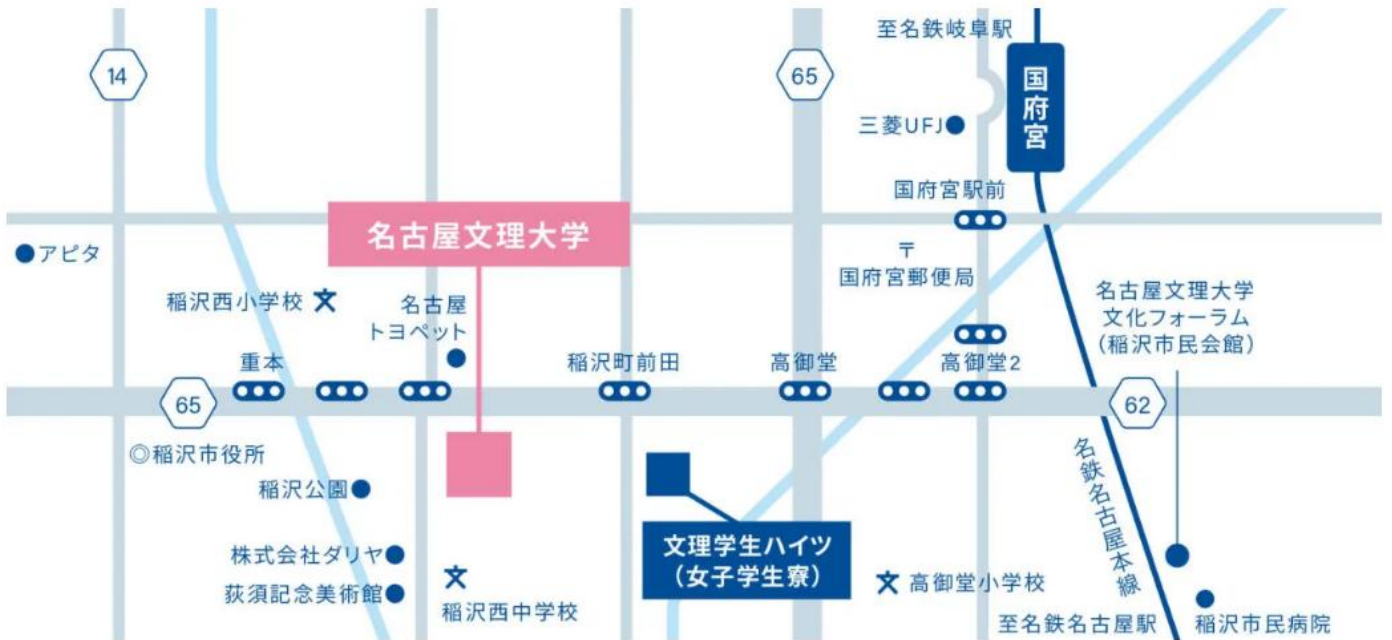 至名鉄岐阜駅
14
65
国府宮
三菱UFJ
国府宮駅前
名古屋文理大学
アピタ
〒
国府宮郵便局
稲沢西小学校
名古屋
トヨペット
名古屋文理大学
文化フォーラム
(稲沢市民会館)
重本
稲沢町前田
高御堂
高御堂2
65
62
◎稲沢市役所
稲沢公園
名鉄名古屋本線
文理学生ハイツ
(女子学生寮)
株式会社ダリヤ
荻須記念美術館
稲沢西中学校
高御堂小学校
至名鉄名古屋駅
稲沢市民病院